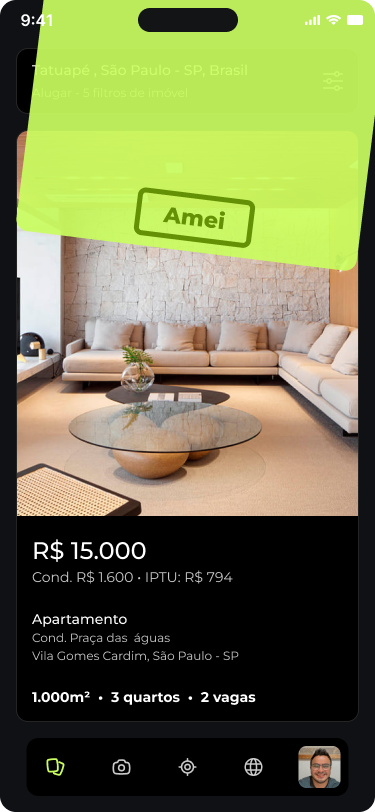 9:41
Tatuapé , São Paulo - SP, Brasil
Alugar - 5 filtros de imóvel
Amei
R$ 15.000
Cond. R$ 1.600 • IPTU: R$ 794
Apartamento
Cond. Praça das  águas
Vila Gomes Cardim, São Paulo - SP
1.000m² • 3 quartos • 2 vagas